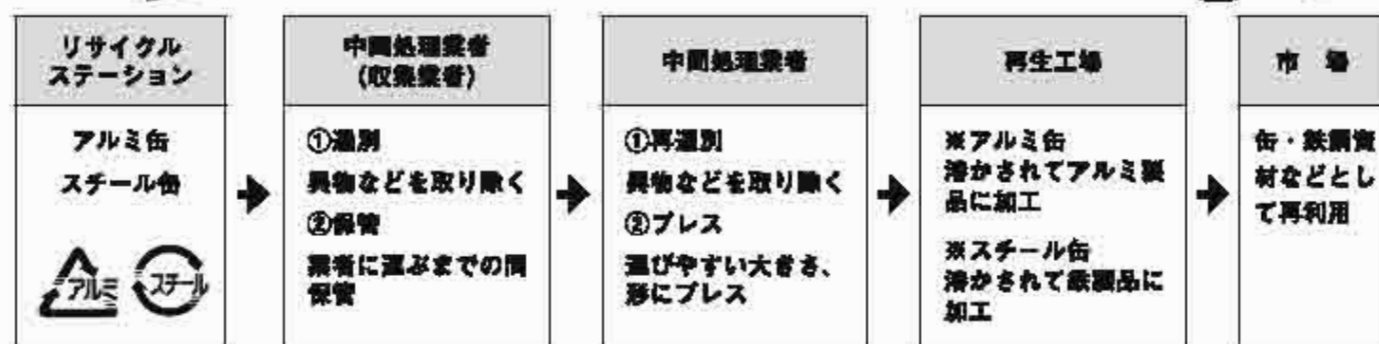 リサイクル
ステーション
アルミ缶
スチール缶
アルミ
スチール
中間処理業者
(収集業者)
①選別
異物などを取り除く
②保管
業者に運ぶまでの間
保管
中間処理業者
①再選別
異物などを取り除く
②プレス
運びやすい大きさ、
形にプレス
再生工場
※アルミ缶
溶かされてアルミ製
品に加工
※スチール缶
溶かされて鉄製品に
加工
市 場
缶・鉄鋼資
材などとし
て再利用